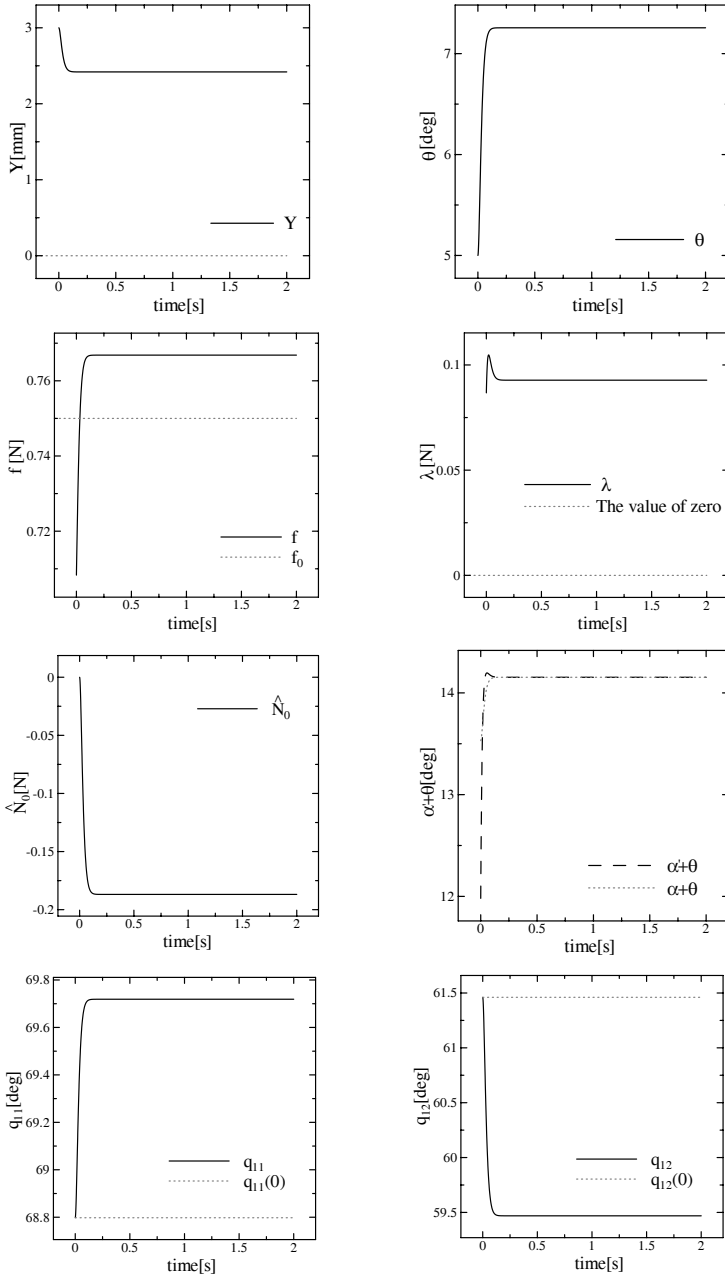 3
2
1
0
Y[mm]
Y
0 0.5 1 1.5 2
time[s]
7
6
5
θ[deg]
θ
0 0.5 1 1.5 2
time[s]
0.76
0.74
0.72
f [N]
f
f0
0 0.5 1 1.5 2
time[s]
0.1
0.05
0
λ[N]
λ
The value of zero
0 0.5 1 1.5 2
time[s]
0
-0.05
-0.1
-0.15
-0.2
N̂0[N]
N̂0
0 0.5 1 1.5 2
time[s]
14
13
12
α'+θ[deg]
α'+θ
α+θ
0 0.5 1 1.5 2
time[s]
69.8
69.6
69.4
69.2
69
68.8
q11[deg]
q11
q11(0)
0 0.5 1 1.5 2
time[s]
61.5
61
60.5
60
59.5
q12[deg]
q12
q12(0)
0 0.5 1 1.5 2
time[s]